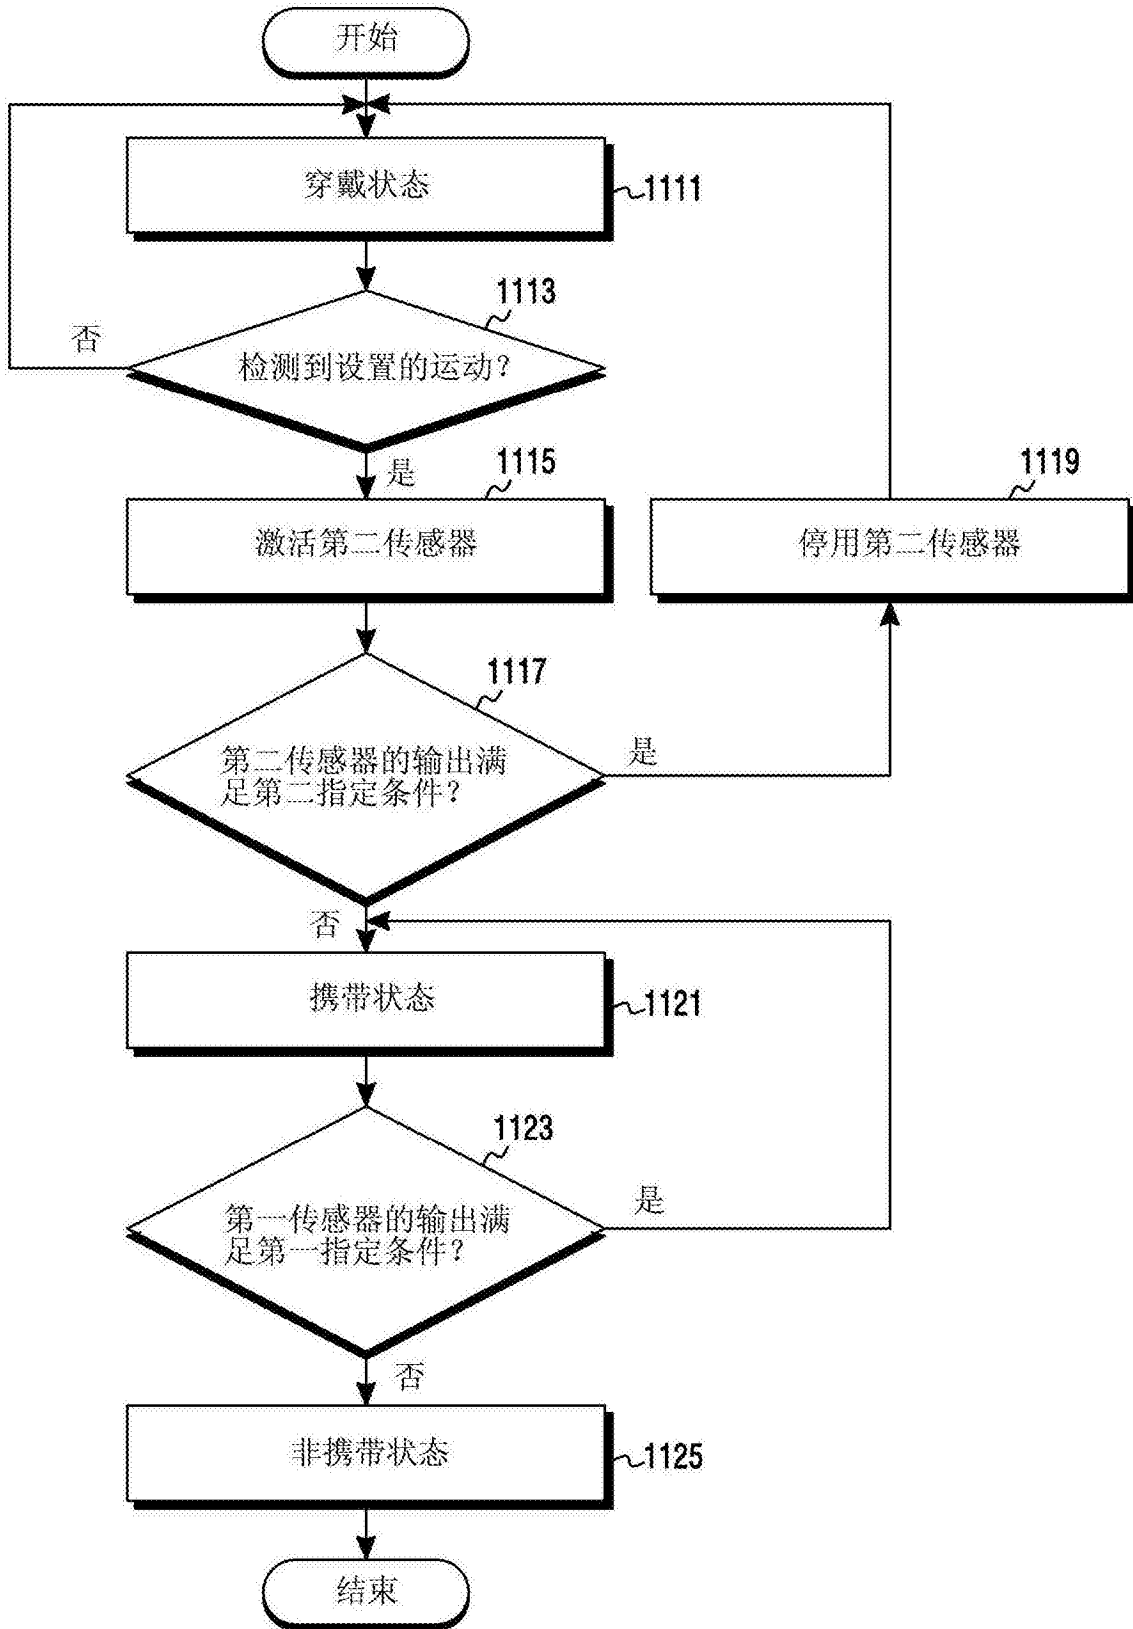 开始
穿戴状态
1111
1113
否
检测到设置的运动?
是
1115
激活第二传感器
1119
停用第二传感器
1117
第二传感器的输出满
足第二指定条件?
是
否
携带状态
1121
1123
第一传感器的输出满
足第一指定条件?
是
否
非携带状态
1125
结束